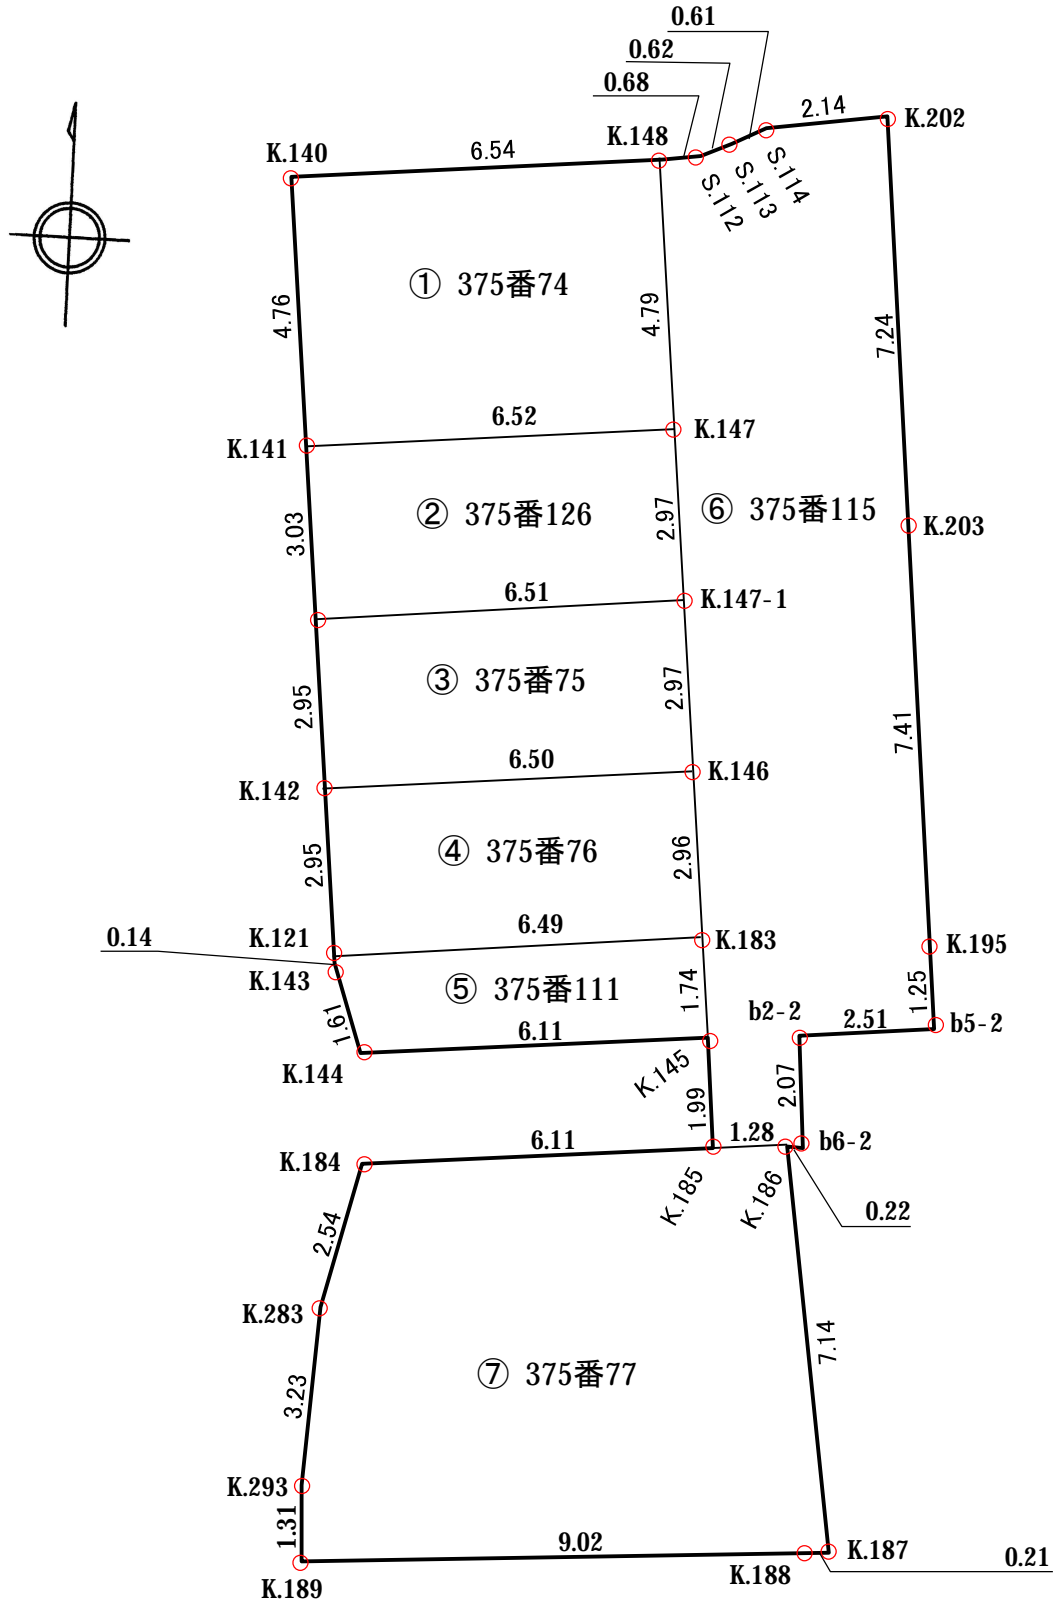 0.61
0.62
0.68
2.14
K.202
K.148
K.140
6.54
S.112
S.113
S.114
① 375番74
4.76
4.79
7.24
6.52
K.147
K.141
② 375番126
⑥ 375番115
3.03
2.97
K.203
6.51
K.147-1
③ 375番75
2.95
2.97
7.41
6.50
K.146
K.142
④ 375番76
2.95
2.96
6.49
K.121
K.183
0.14
K.195
K.143
⑤ 375番111
1.74
1.25
b2-2
2.51
b5-2
1.61
6.11
K.144
K.145
2.07
1.99
1.28
b6-2
6.11
K.184
K.185
K.186
0.22
2.54
K.283
7.14
⑦ 375番77
3.23
K.293
1.31
9.02
K.187
K.188
0.21
K.189